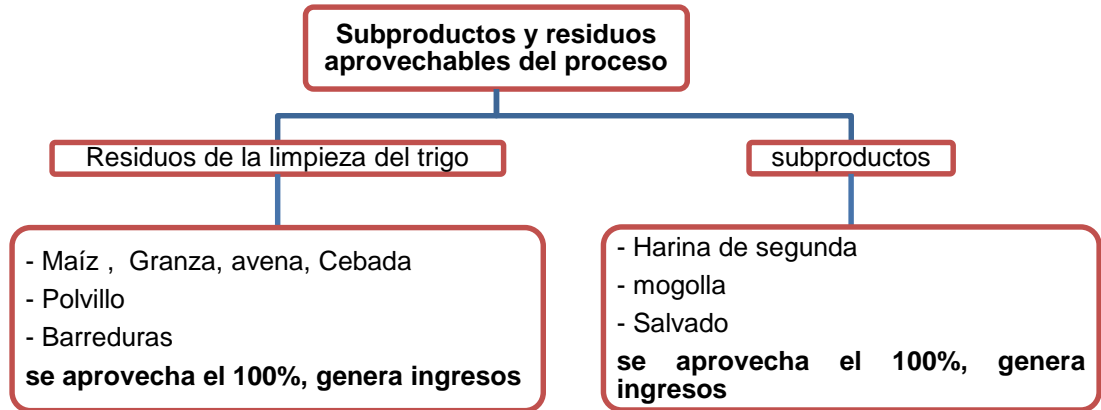 Subproductos y residuos
aprovechables del proceso
Residuos de la limpieza del trigo
subproductos
- Maíz , Granza, avena, Cebada
- Polvillo
- Barreduras
se aprovecha el 100%, genera ingresos
- Harina de segunda
- mogolla
- Salvado
se aprovecha el 100%, genera
ingresos